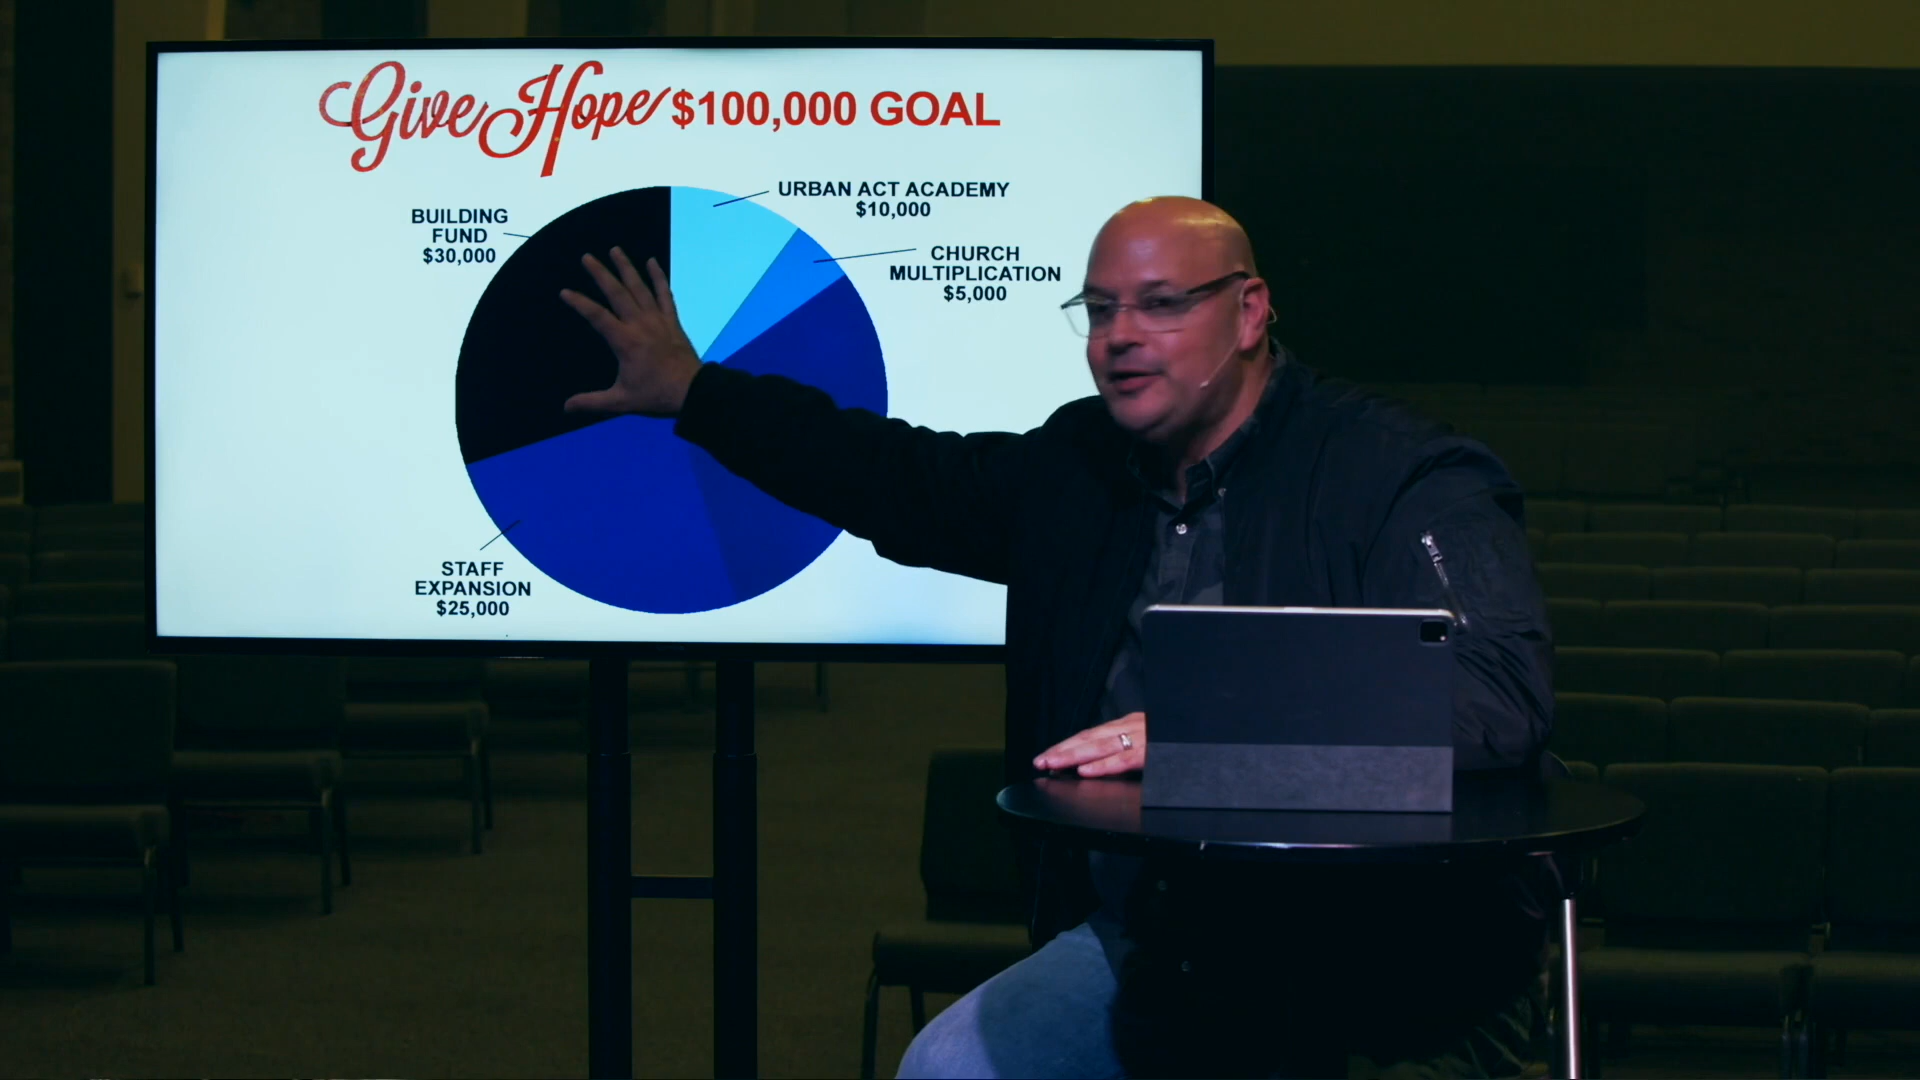 Give Hope $100,000 GOAL
URBAN ACT ACADEMY
$10,000
BUILDING
FUND
$30,000
CHURCH
MULTIPLICATION
$5,000
STAFF
EXPANSION
$25,000